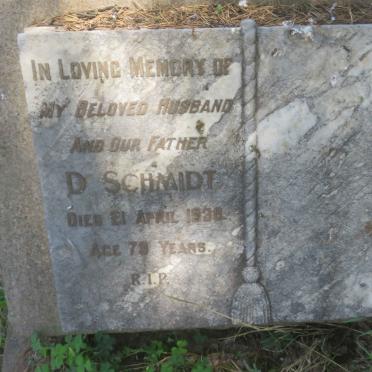 In Loving Memory of
My Beloved Husband
And Our Father
D Schmidt
Died 21 April 1938.
Age 79 Years.
R.I.P.